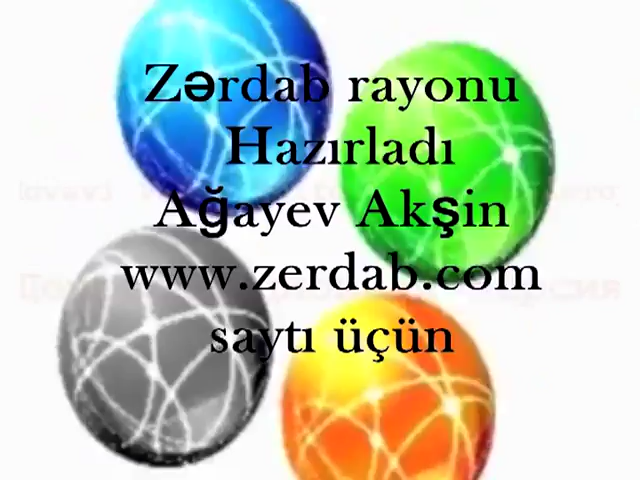 Zərdab rayonu
Hazırladı
Ağayev Akşin
www.zerdab.com
saytı üçün